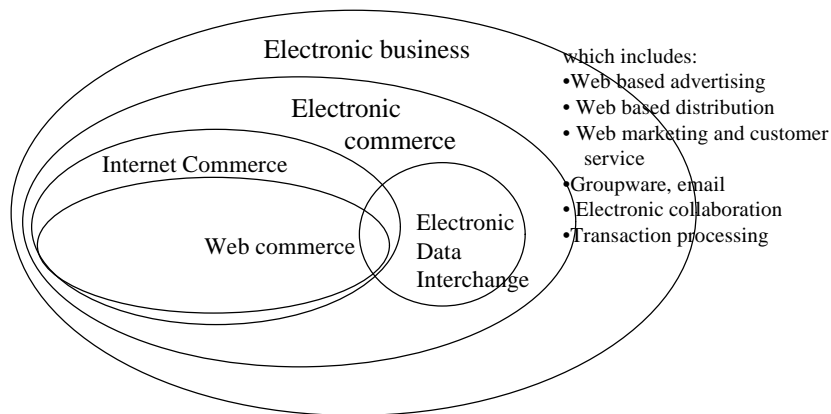 Electronic business
Electronic
commerce
Internet Commerce
Web commerce
Electronic
Data
Interchange
which includes:
•Web based advertising
• Web based distribution
• Web marketing and customer
service
•Groupware, email
• Electronic collaboration
•Transaction processing